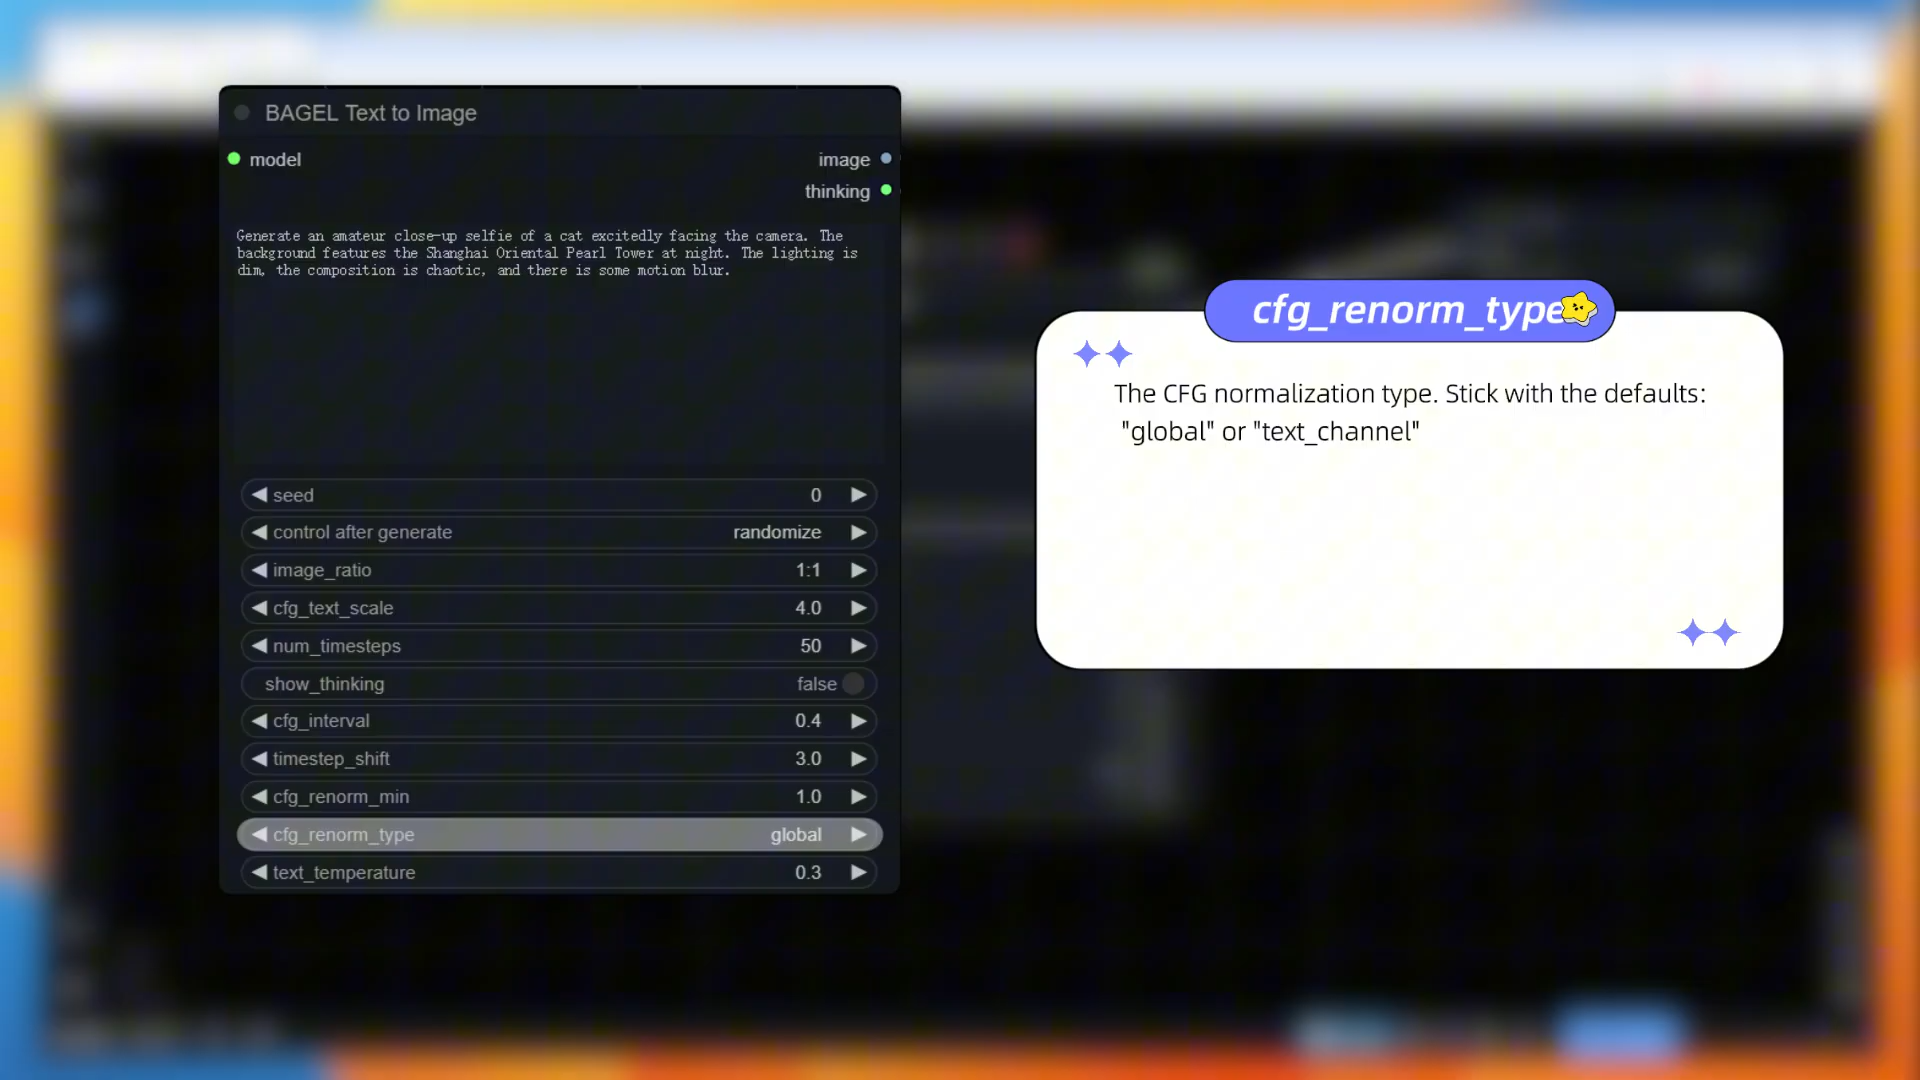 BAGEL Text to Image
model
image
thinking
Generate an amateur close-up selfie of a cat excitedly facing the camera. The
background features the Shanghai Oriental Pearl Tower at night. The lighting is
dim, the composition is chaotic, and there is some motion blur.
seed 0
control after generate randomize
image_ratio 1:1
cfg_text_scale 4.0
num_timesteps 50
show_thinking false
cfg_interval 0.4
timestep_shift 3.0
cfg_renorm_min 1.0
cfg_renorm_type global
text_temperature 0.3
cfg_renorm_type
The CFG normalization type. Stick with the defaults:
"global" or "text_channel"